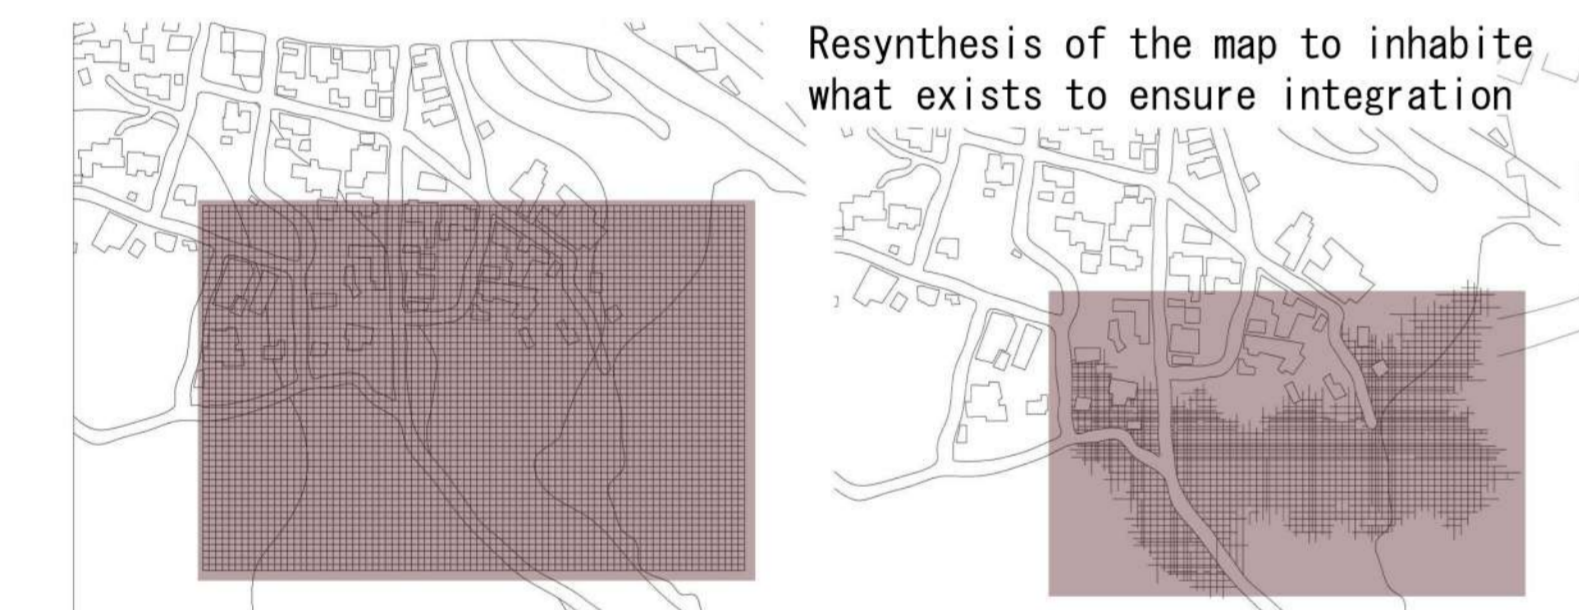 Resynthesis of the map to inhabite
what exists to ensure integration